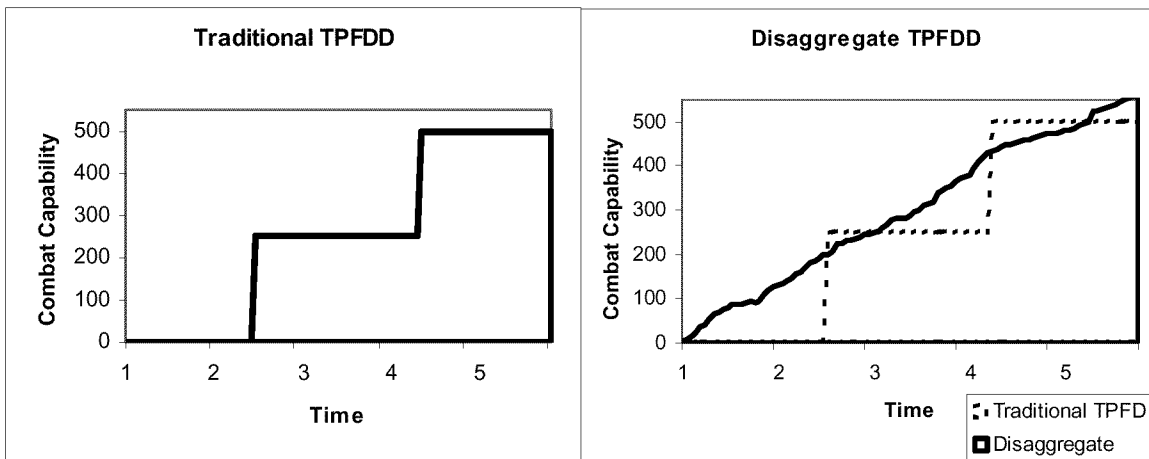 Traditional TPFDD
Combat Capability
500
400
300
200
100
0
1 2 3 4 5
Time
Disaggregate TPFDD
Combat Capability
500
400
300
200
100
0
1 2 3 4 5
Time
Traditional TPFD
Disaggregate